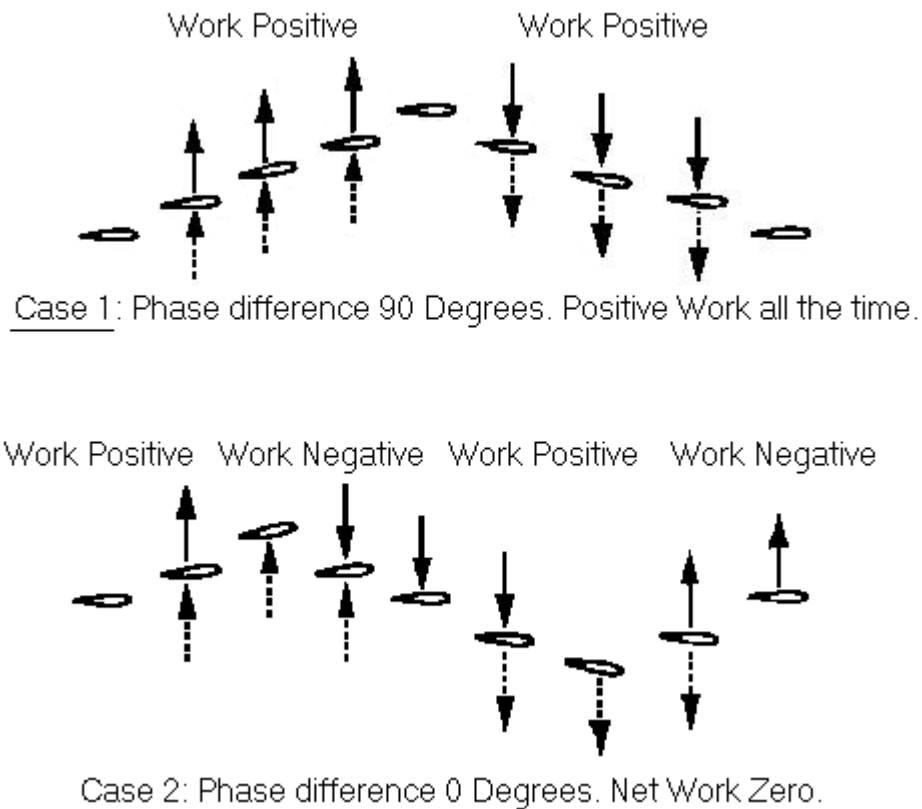 Work Positive Work Positive
Case 1: Phase difference 90 Degrees. Positive Work all the time.
Work Positive Work Negative Work Positive Work Negative
Case 2: Phase difference 0 Degrees. Net Work Zero.